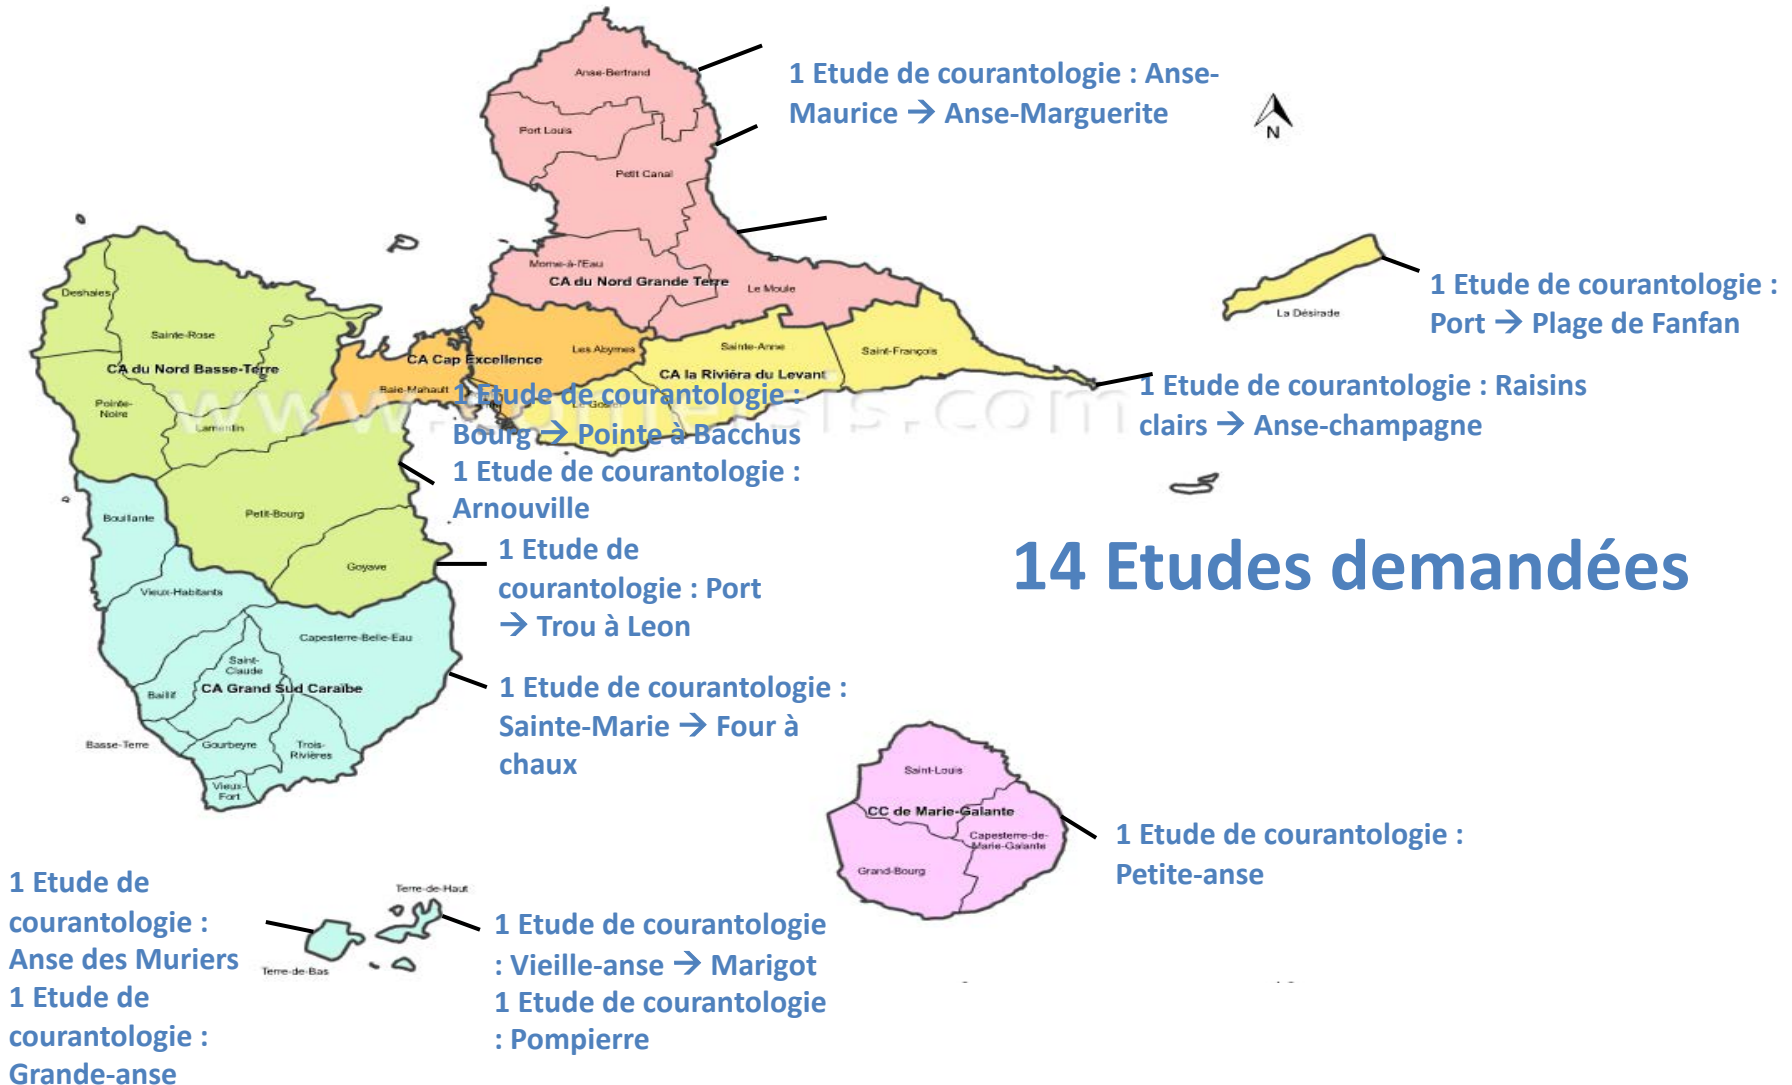 Anse-Bertrand
Port Louis
Petit Canal
Morne-à-l'Eau
CA du Nord Grande Terre
Le Moule
1 Etude de courantologie : Anse-
Maurice → Anse-Marguerite
N
La Désirade
1 Etude de courantologie :
Port → Plage de Fanfan
Deshaies
Sainte-Rose
CA du Nord Basse-Terre
Pointe-
Noire
Lamentin
CA Cap Excellence
Les Abymes
Baie-Mahault
Sainte-Anne
Saint-François
CA la Riviéra du Levant
Le Gosier
1 Etude de courantologie : Raisins
clairs → Anse-champagne
1 Etude de courantologie :
Bourg → Pointe à Bacchus
1 Etude de courantologie :
Arnouville
Petit-Bourg
Bouillante
Goyave
1 Etude de
courantologie : Port
→ Trou à Leon
14 Etudes demandées
Vieux-Habitants
Capesterre-Belle-Eau
Saint-
Claude
Baillif
CA Grand Sud Caraïbe
Basse-Terre
Gourbeyre
Trois-
Rivières
Vieux-
Fort
1 Etude de courantologie :
Sainte-Marie → Four à
chaux
Saint-Louis
CC de Marie-Galante
Capesterre-de-
Marie-Galante
Grand-Bourg
1 Etude de courantologie :
Petite-anse
1 Etude de
courantologie :
Anse des Muriers
1 Etude de
courantologie :
Grande-anse
Terre-de-Haut
Terre-de-Bas
1 Etude de courantologie
: Vieille-anse → Marigot
1 Etude de courantologie
: Pompierre